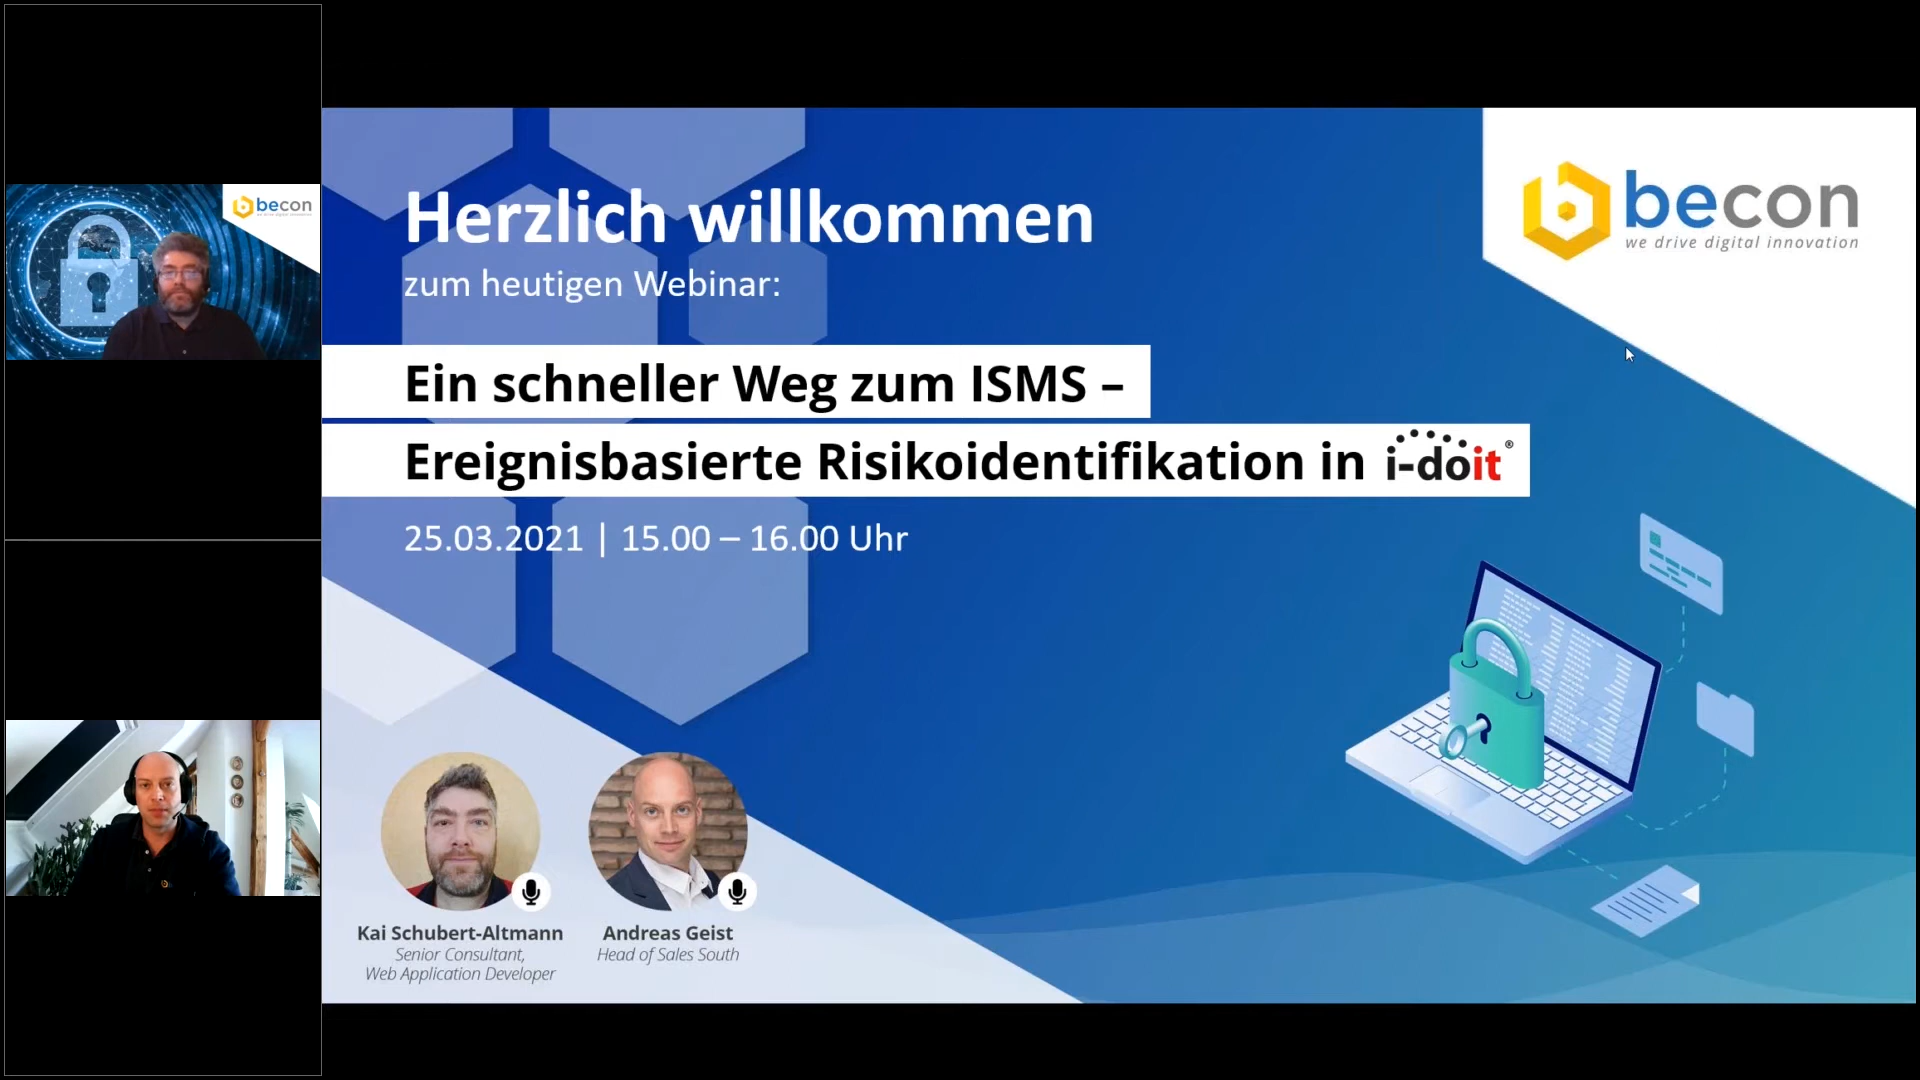 becon
Herzlich willkommen
zum heutigen Webinar:
becon
we drive digital innovation
Ein schneller Weg zum ISMS –
Ereignisbasierte Risikoidentifikation in i-doit®
25.03.2021 | 15.00 – 16.00 Uhr
Kai Schubert-Altmann
Senior Consultant,
Web Application Developer
Andreas Geist
Head of Sales South